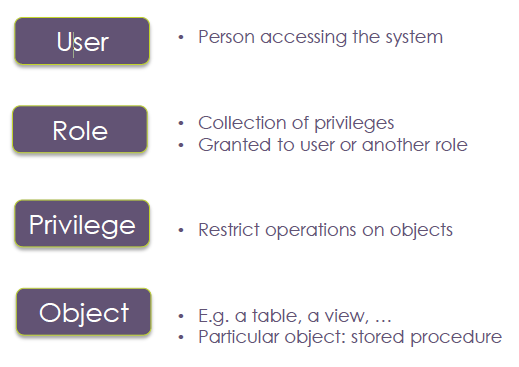 User
• Person accessing the system
Role
• Collection of privileges
• Granted to user or another role
Privilege
• Restrict operations on objects
Object
• E.g. a table, a view, …
• Particular object: stored procedure